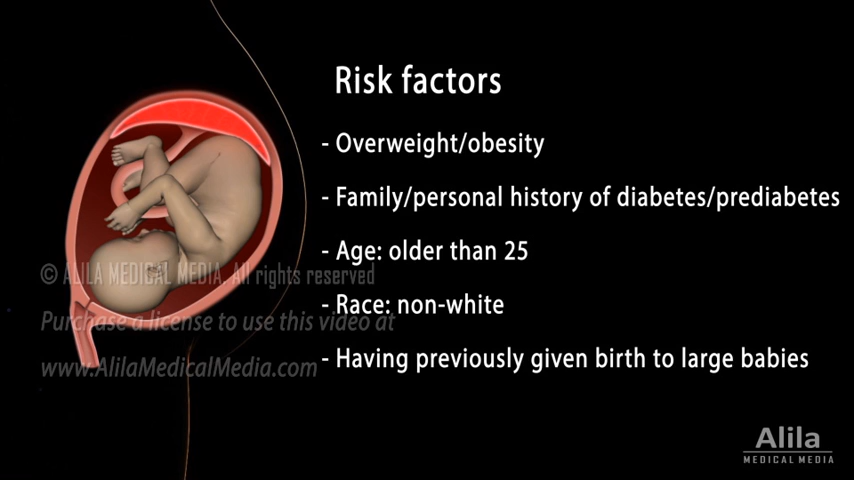 Risk factors
- Overweight/obesity
- Family/personal history of diabetes/prediabetes
- Age: older than 25
- Race: non-white
- Having previously given birth to large babies
© ALILA MEDICAL MEDIA, All rights reserved
Purchase a license to use this video at
www.AlilaMedicalMedia.com
Alila
MEDICAL MEDIA